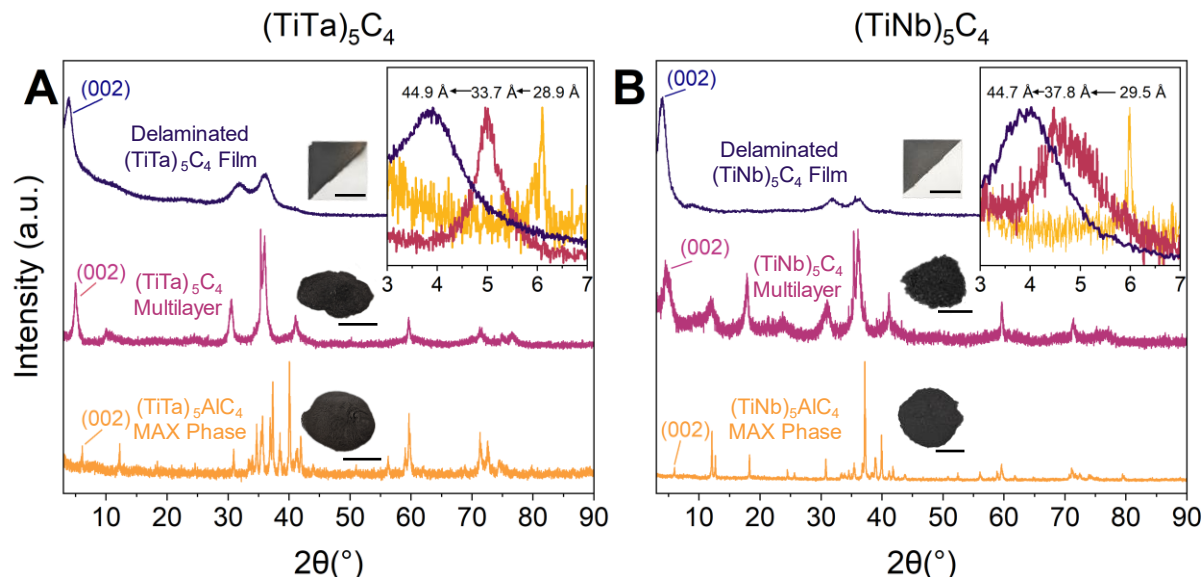 (TiTa)₅C₄
(TiNb)₅C₄
A
(002)
Delaminated
(TiTa)₅C₄ Film
44.9 Å 33.7 Å 28.9 Å
3 4 5 6 7
(002)
(TiTa)₅C₄
Multilayer
(002)
(TiTa)₅AlC₄
MAX Phase
10 20 30 40 50 60 70 80 90
2θ(°)
Intensity (a.u.)
B
(002)
Delaminated
(TiNb)₅C₄ Film
44.7 Å 37.8 Å 29.5 Å
3 4 5 6 7
(002)
(TiNb)₅C₄
Multilayer
(002)
(TiNb)₅AlC₄
MAX Phase
10 20 30 40 50 60 70 80 90
2θ(°)